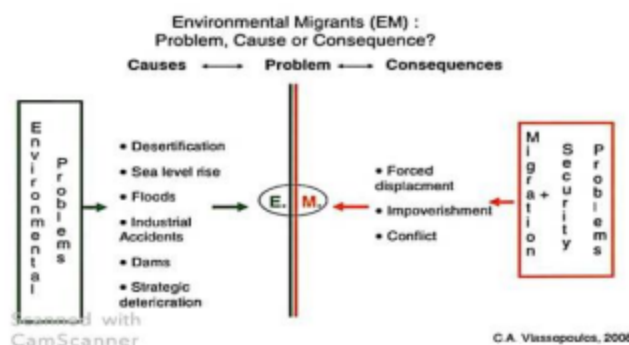 Environmental Migrants (EM) :
Problem, Cause or Consequence?
Causes Problem Consequences
Environmental
Problems
• Desertification
• Sea level rise
• Floods
• Industrial
Accidents
• Dams
• Strategic
deterioration
E. M.
• Forced
displacment
• Impoverishment
• Conflict
Migration
+
Security
Problems
Scanned with
CamScanner
C.A. Vlassopoulos, 2008